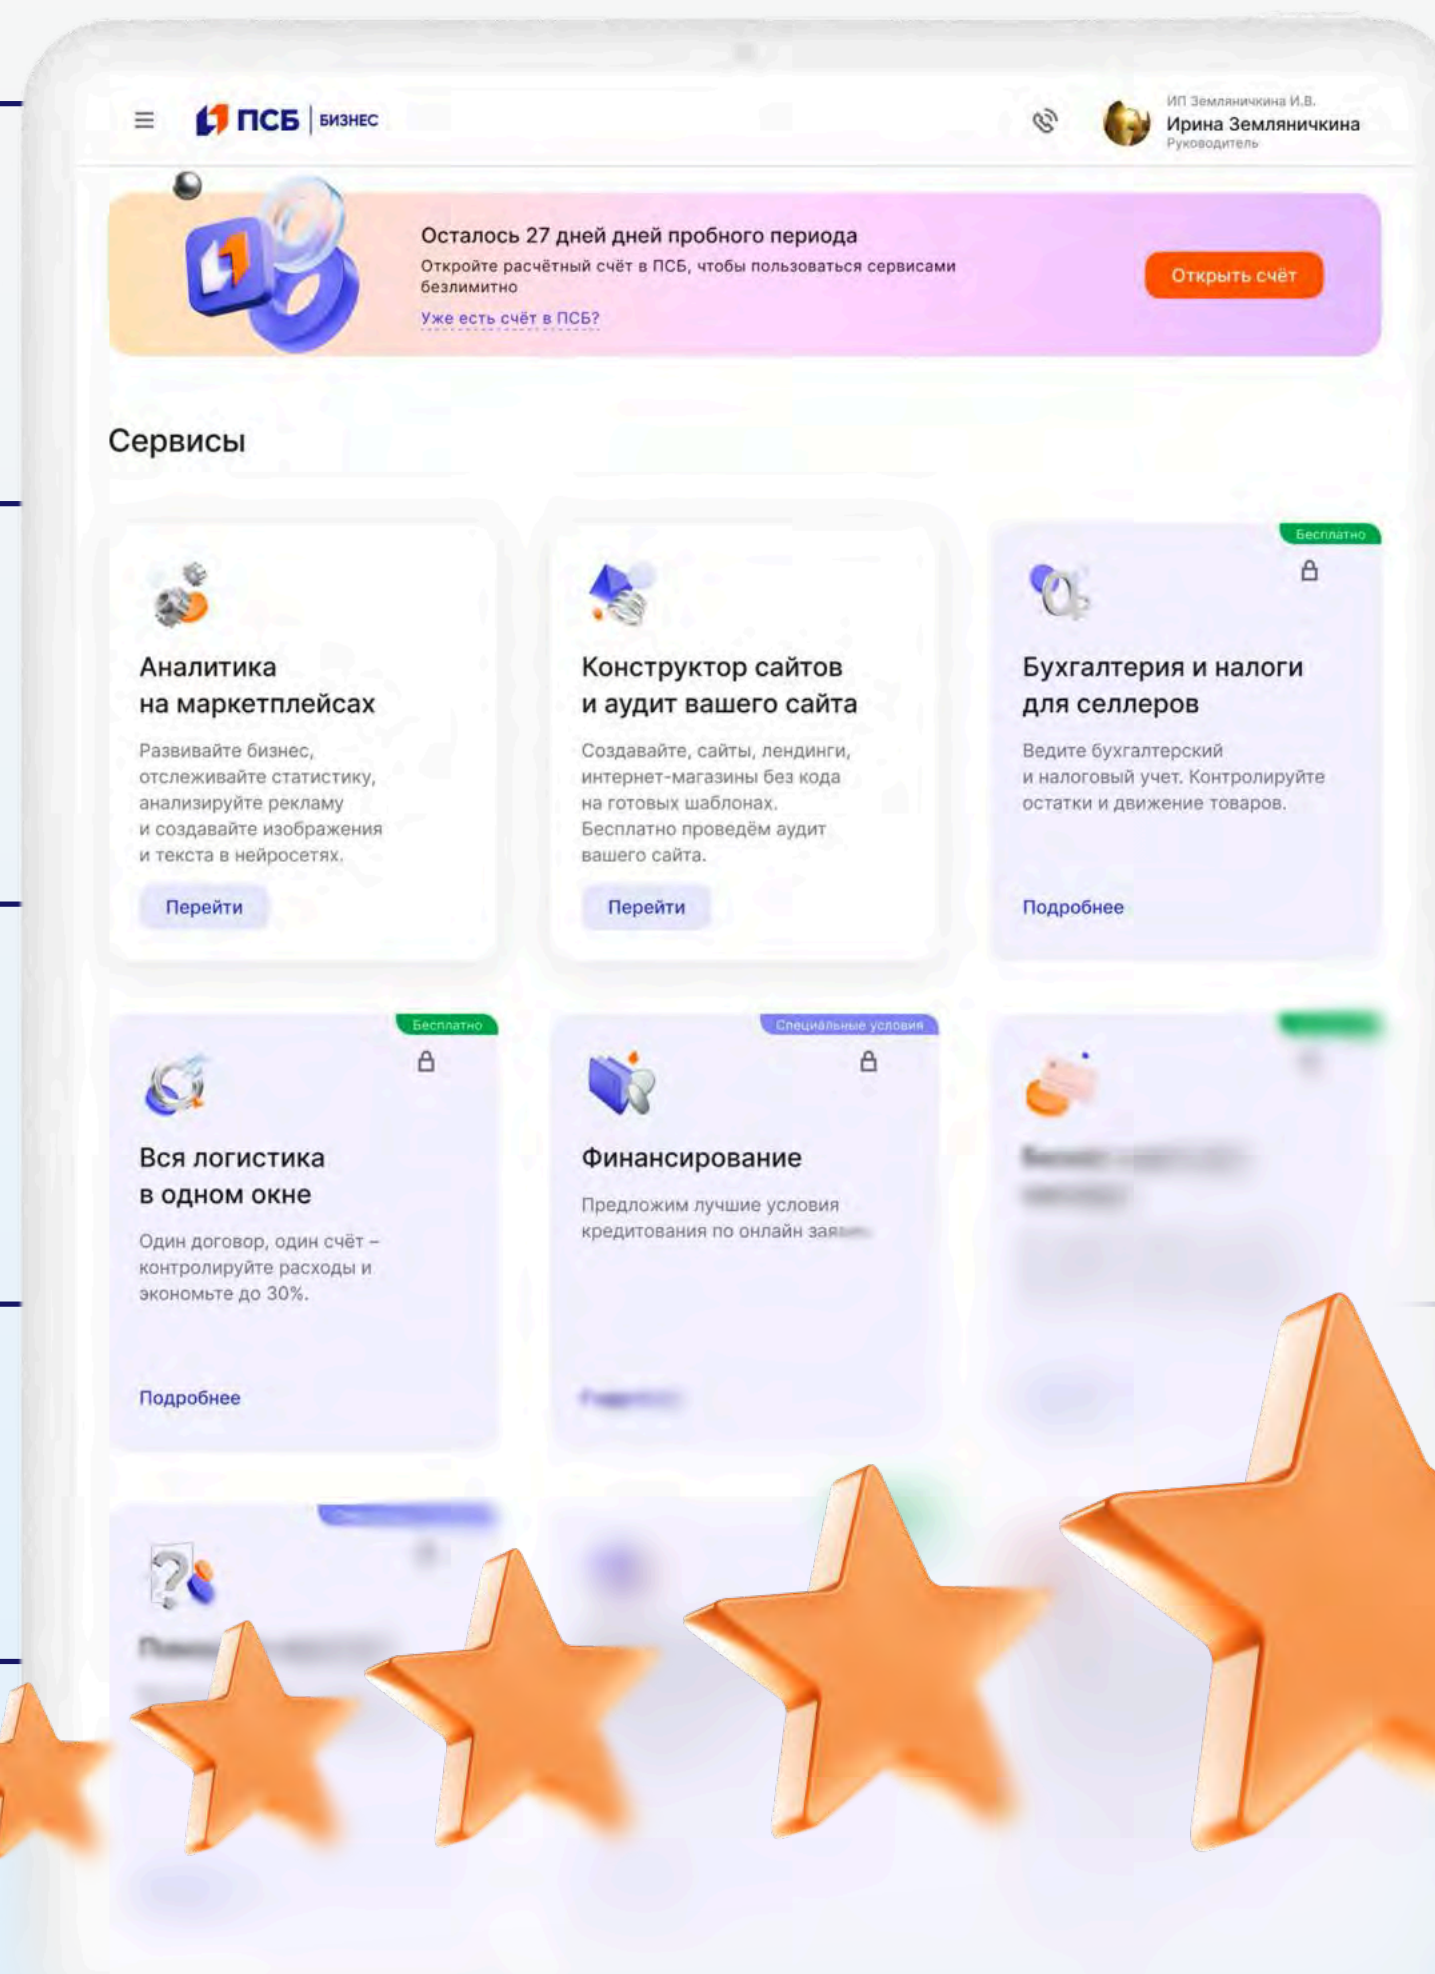 ПСБ БИЗНЕС
ИП Земляничкина И.В.
Ирина Земляничкина
Руководитель
Осталось 27 дней дней пробного периода
Откройте расчётный счёт в ПСБ, чтобы пользоваться сервисами
безлимитно
Уже есть счёт в ПСБ?
Открыть счёт
Сервисы
Аналитика
на маркетплейсах
Развивайте бизнес,
отслеживайте статистику,
анализируйте рекламу
и создавайте изображения
и текста в нейросетях.
Перейти
Конструктор сайтов
и аудит вашего сайта
Создавайте, сайты, лендинги,
интернет-магазины без кода
на готовых шаблонах.
Бесплатно проведём аудит
вашего сайта.
Перейти
Бесплатно
Бухгалтерия и налоги
для селлеров
Ведите бухгалтерский
и налоговый учет. Контролируйте
остатки и движение товаров.
Подробнее
Бесплатно
Вся логистика
в одном окне
Один договор, один счёт –
контролируйте расходы и
экономьте до 30%.
Подробнее
Специальные условия
Финансирование
Предложим лучшие условия
кредитования по онлайн